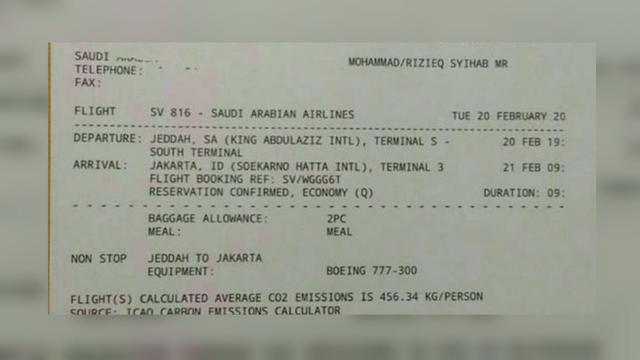 SAUDI
MOHAMMAD/RIZIEQ SYIHAB MR
TELEPHONE:
FAX:
FLIGHT SV 816 - SAUDI ARABIAN AIRLINES TUE 20 FEBRUARY 20
DEPARTURE: JEDDAH, SA (KING ABDULAZIZ INTL), TERMINAL S - 20 FEB 19:
SOUTH TERMINAL
ARRIVAL: JAKARTA, ID (SOEKARNO HATTA INTL), TERMINAL 3 21 FEB 09:
FLIGHT BOOKING REF: SV/WGGG6T
RESERVATION CONFIRMED, ECONOMY (Q) DURATION: 09:
BAGGAGE ALLOWANCE: 2PC
MEAL: MEAL
NON STOP JEDDAH TO JAKARTA
EQUIPMENT: BOEING 777-300
FLIGHT(S) CALCULATED AVERAGE CO2 EMISSIONS IS 456.34 KG/PERSON
SOURCE: ICAO CARBON EMISSIONS CALCULATOR